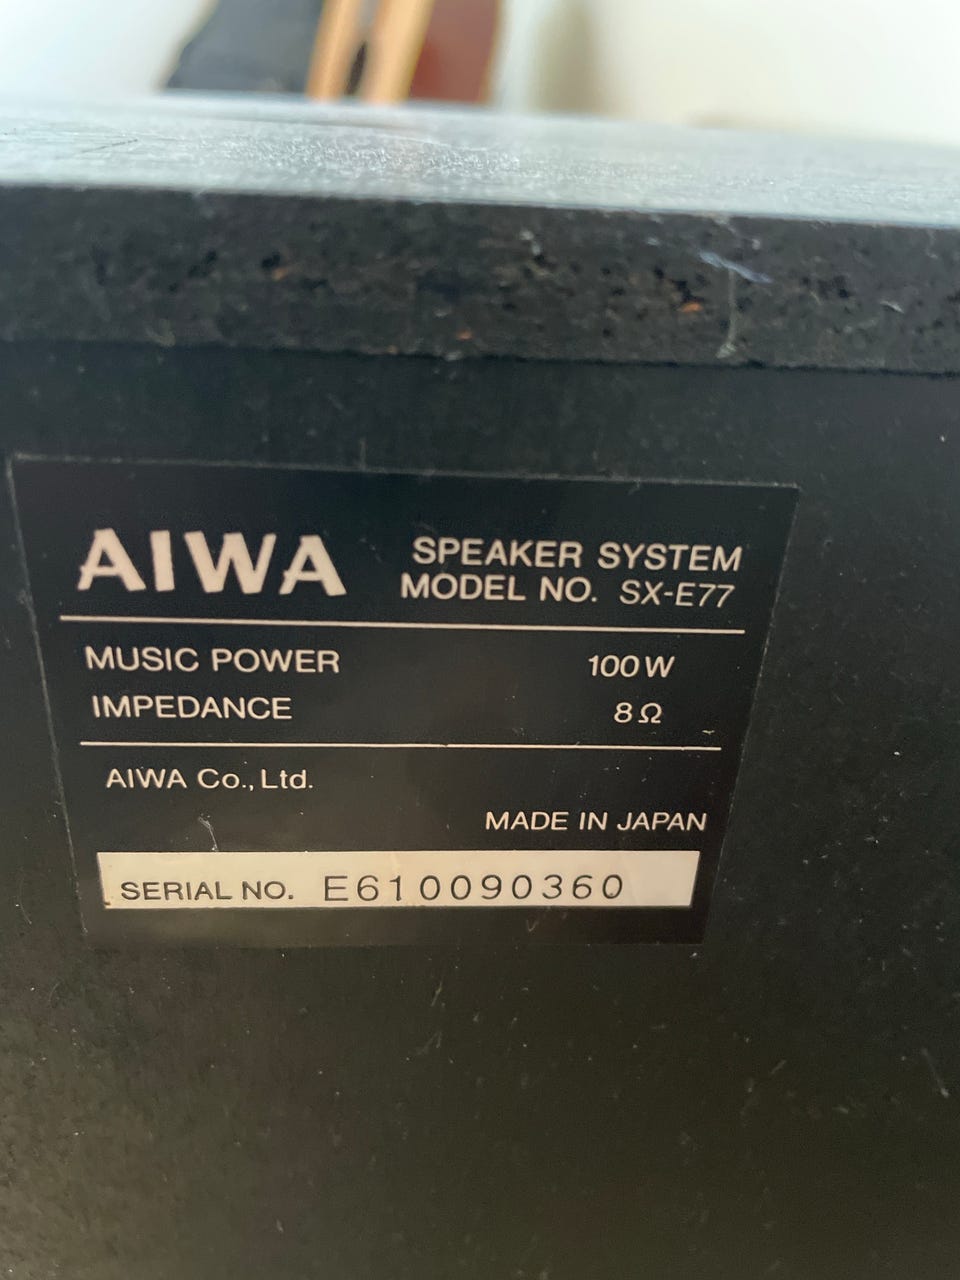 AIWA
SPEAKER SYSTEM
MODEL NO. SX-E77
MUSIC POWER 100W
IMPEDANCE 8Ω
AIWA Co., Ltd.
MADE IN JAPAN
SERIAL NO. E610090360